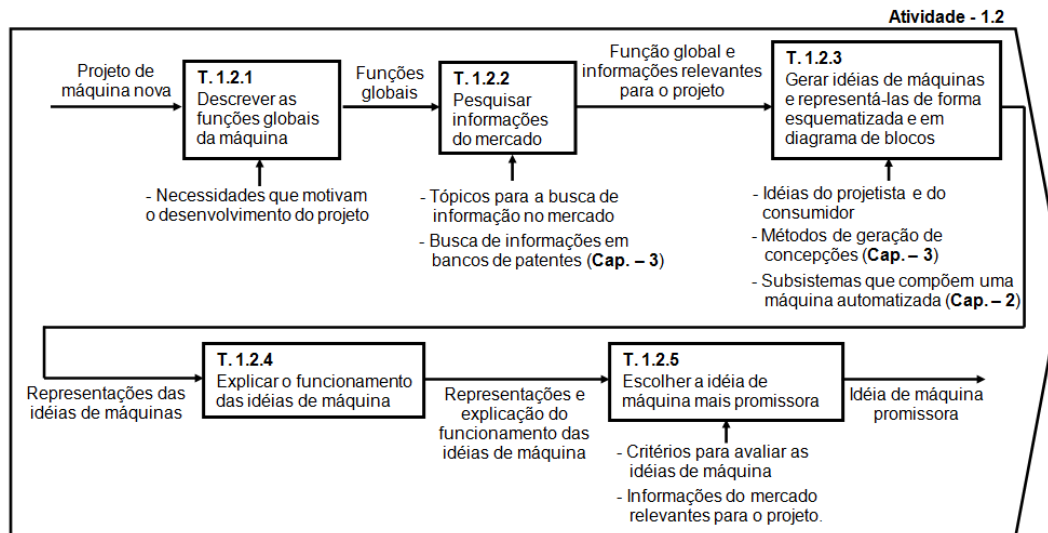 Atividade - 1.2
Projeto de
máquina nova
T. 1.2.1
Descrever as
funções globais
da máquina
Funções
globais
T. 1.2.2
Pesquisar
informações
do mercado
Função global e
informações relevantes
para o projeto
T. 1.2.3
Gerar idéias de máquinas
e representá-las de forma
esquematizada e em
diagrama de blocos
- Necessidades que motivam
o desenvolvimento do projeto
- Tópicos para a busca de
informação no mercado
- Busca de informações em
bancos de patentes (Cap. – 3)
- Idéias do projetista e do
consumidor
- Métodos de geração de
concepções (Cap. – 3)
- Subsistemas que compõem uma
máquina automatizada (Cap. – 2)
Representações das
idéias de máquinas
T. 1.2.4
Explicar o funcionamento
das idéias de máquina
Representações e
explicação do
funcionamento das
idéias de máquina
T. 1.2.5
Escolher a idéia de
máquina mais promissora
Idéia de máquina
promissora
- Critérios para avaliar as
idéias de máquina
- Informações do mercado
relevantes para o projeto.